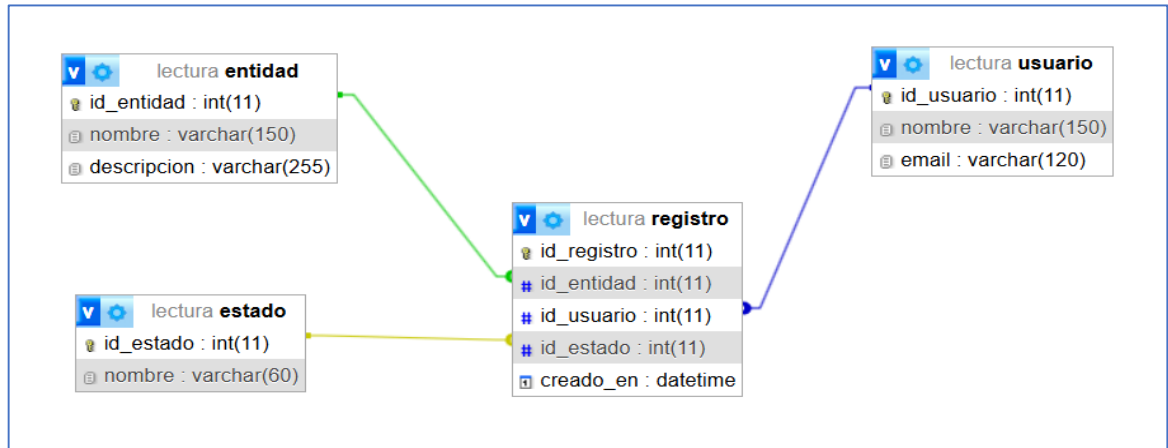 v lectura entidad
id_entidad : int(11)
nombre : varchar(150)
descripcion : varchar(255)
v lectura usuario
id_usuario : int(11)
nombre : varchar(150)
email : varchar(120)
v lectura registro
id_registro : int(11)
# id_entidad : int(11)
# id_usuario : int(11)
# id_estado : int(11)
creado_en : datetime
v lectura estado
id_estado : int(11)
nombre : varchar(60)